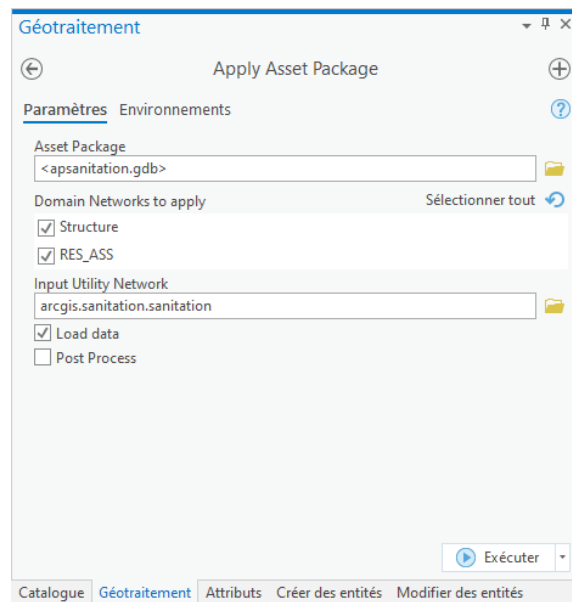 Géotraitement
Apply Asset Package
Paramètres Environnements
Asset Package
<apsanitation.gdb>
Domain Networks to apply Sélectionner tout
Structure
RES_ASS
Input Utility Network
arcgis.sanitation.sanitation
Load data
Post Process
Exécuter
Catalogue Géotraitement Attributs Créer des entités Modifier des entités